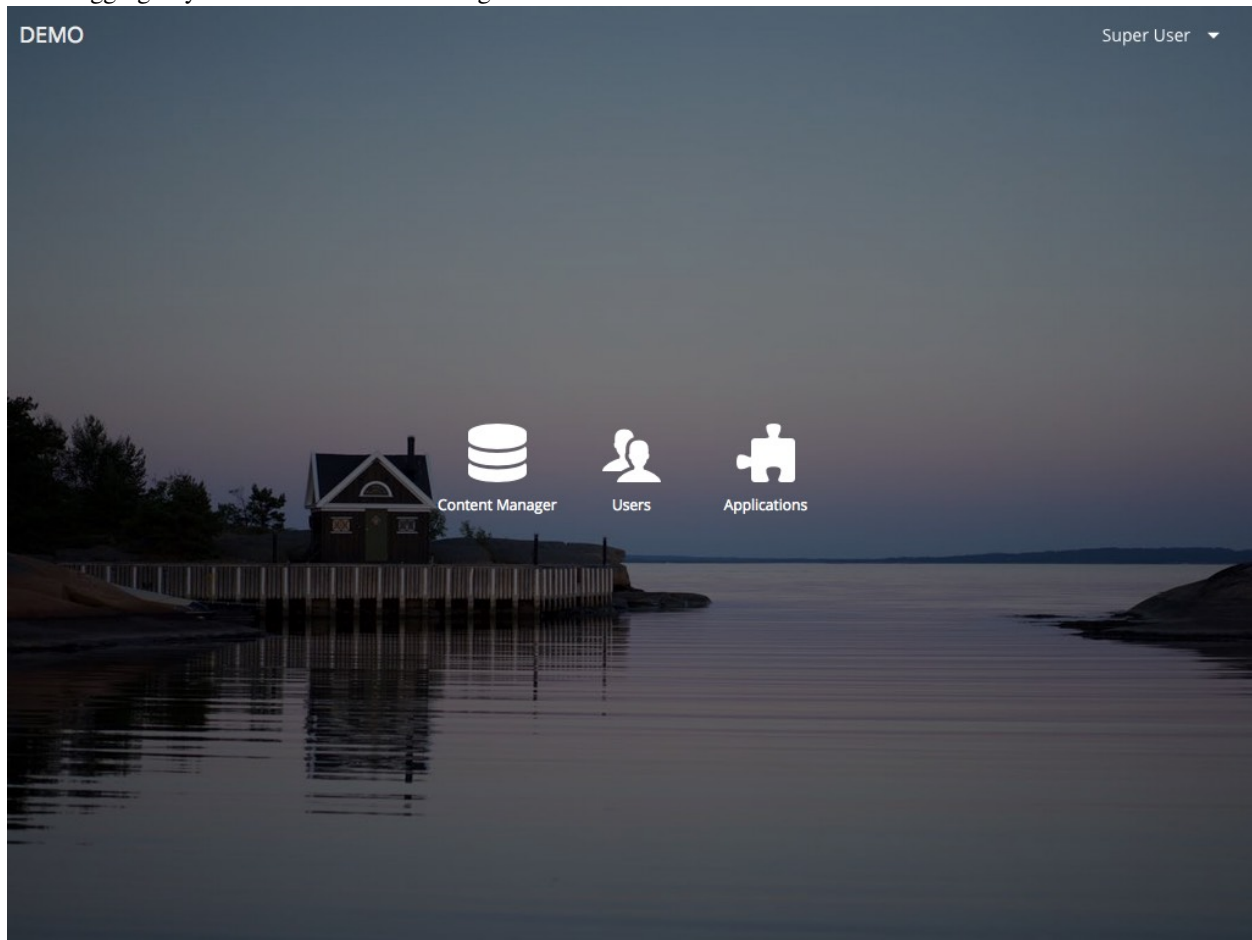 DEMO
Super User
Content Manager
Users
Applications